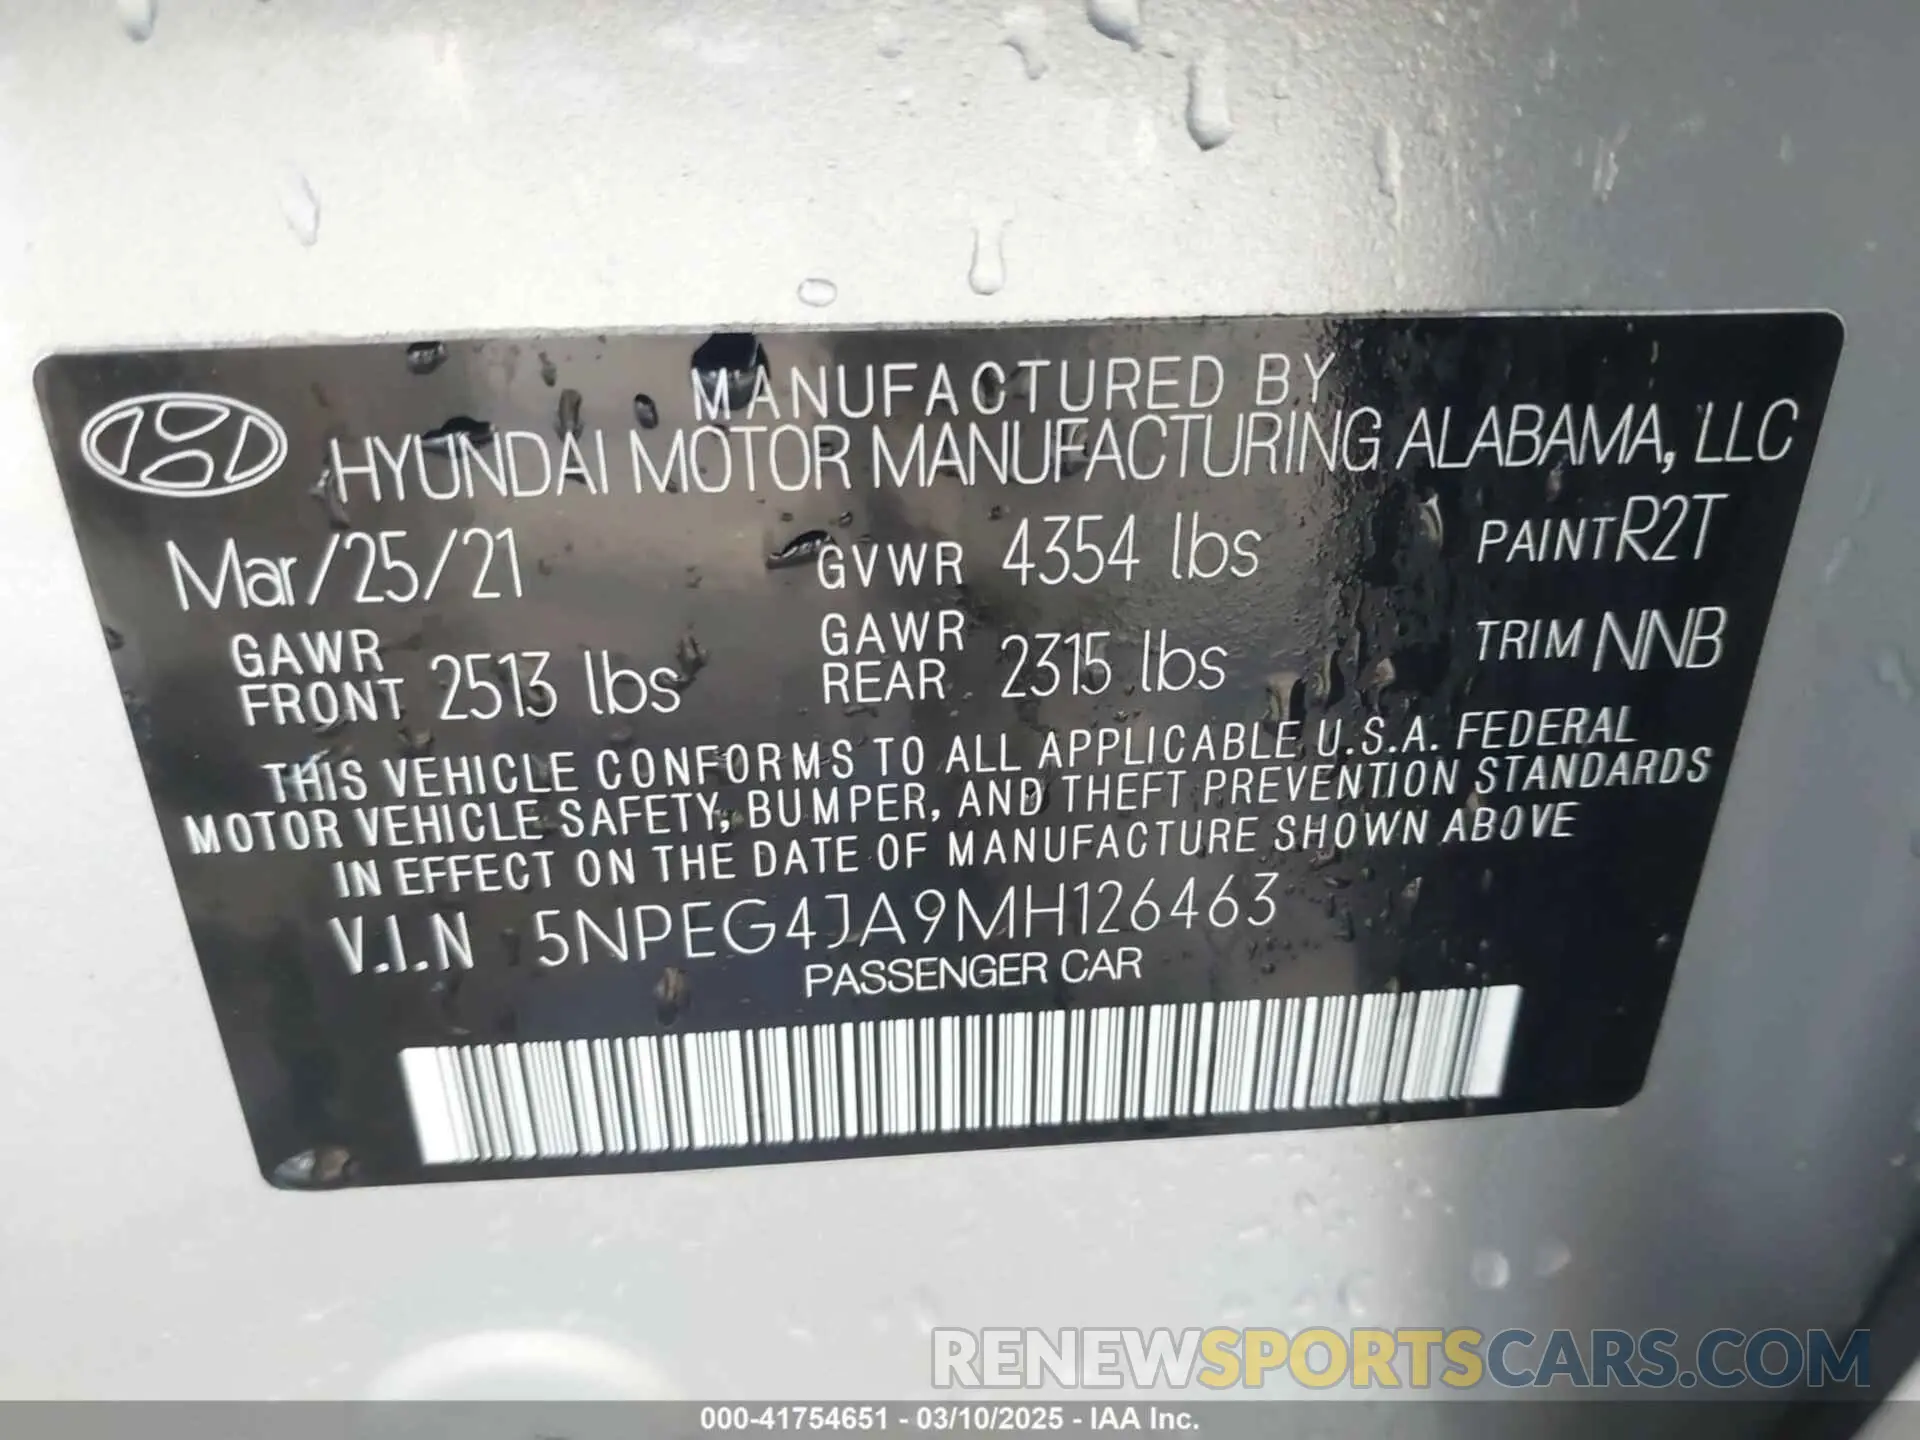 MANUFACTURED BY
HYUNDAI MOTOR MANUFACTURING ALABAMA, LLC
Mar/25/21 GVWR 4354 lbs PAINT R2T
GAWR FRONT 2513 lbs GAWR REAR 2315 lbs TRIM NNB
THIS VEHICLE CONFORMS TO ALL APPLICABLE U.S.A. FEDERAL
MOTOR VEHICLE SAFETY, BUMPER, AND THEFT PREVENTION STANDARDS
IN EFFECT ON THE DATE OF MANUFACTURE SHOWN ABOVE
V.I.N 5NPEG4JA9MH126463
PASSENGER CAR
RENEWSPORTSCARS.COM
000-41754651 - 03/10/2025 - IAA Inc.